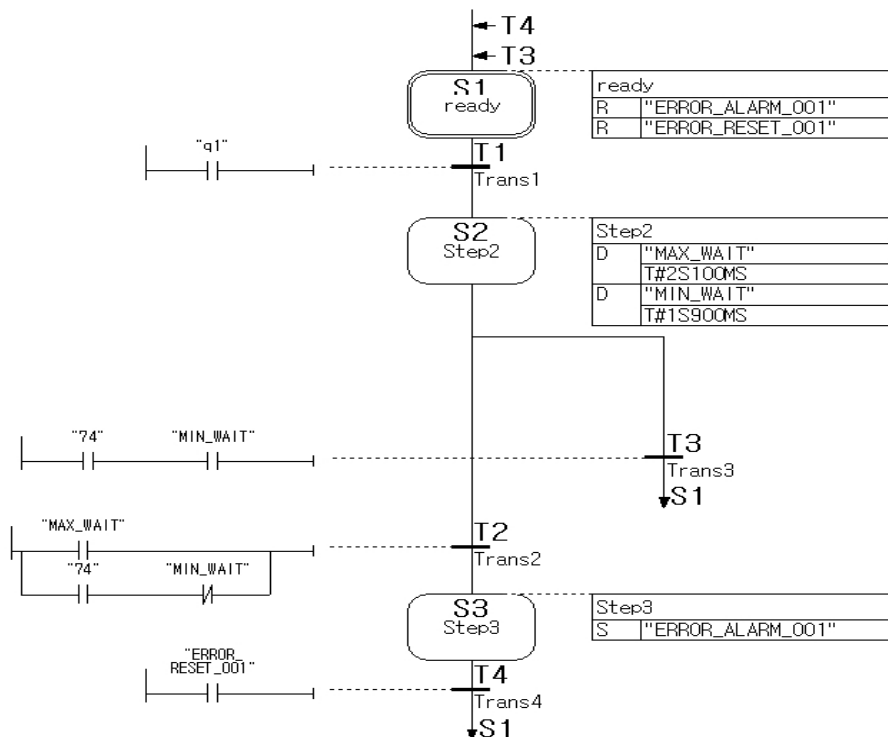 T4
T3
S1
ready
ready
R "ERROR_ALARM_001"
R "ERROR_RESET_001"
"q1"
T1
Trans1
S2
Step2
Step2
D "MAX_WAIT"
T#2S100MS
D "MIN_WAIT"
T#1S900MS
"74" "MIN_WAIT"
T3
Trans3
S1
"MAX_WAIT"
T2
Trans2
"74" "MIN_WAIT"
S3
Step3
Step3
S "ERROR_ALARM_001"
"ERROR_
RESET_001"
T4
Trans4
S1